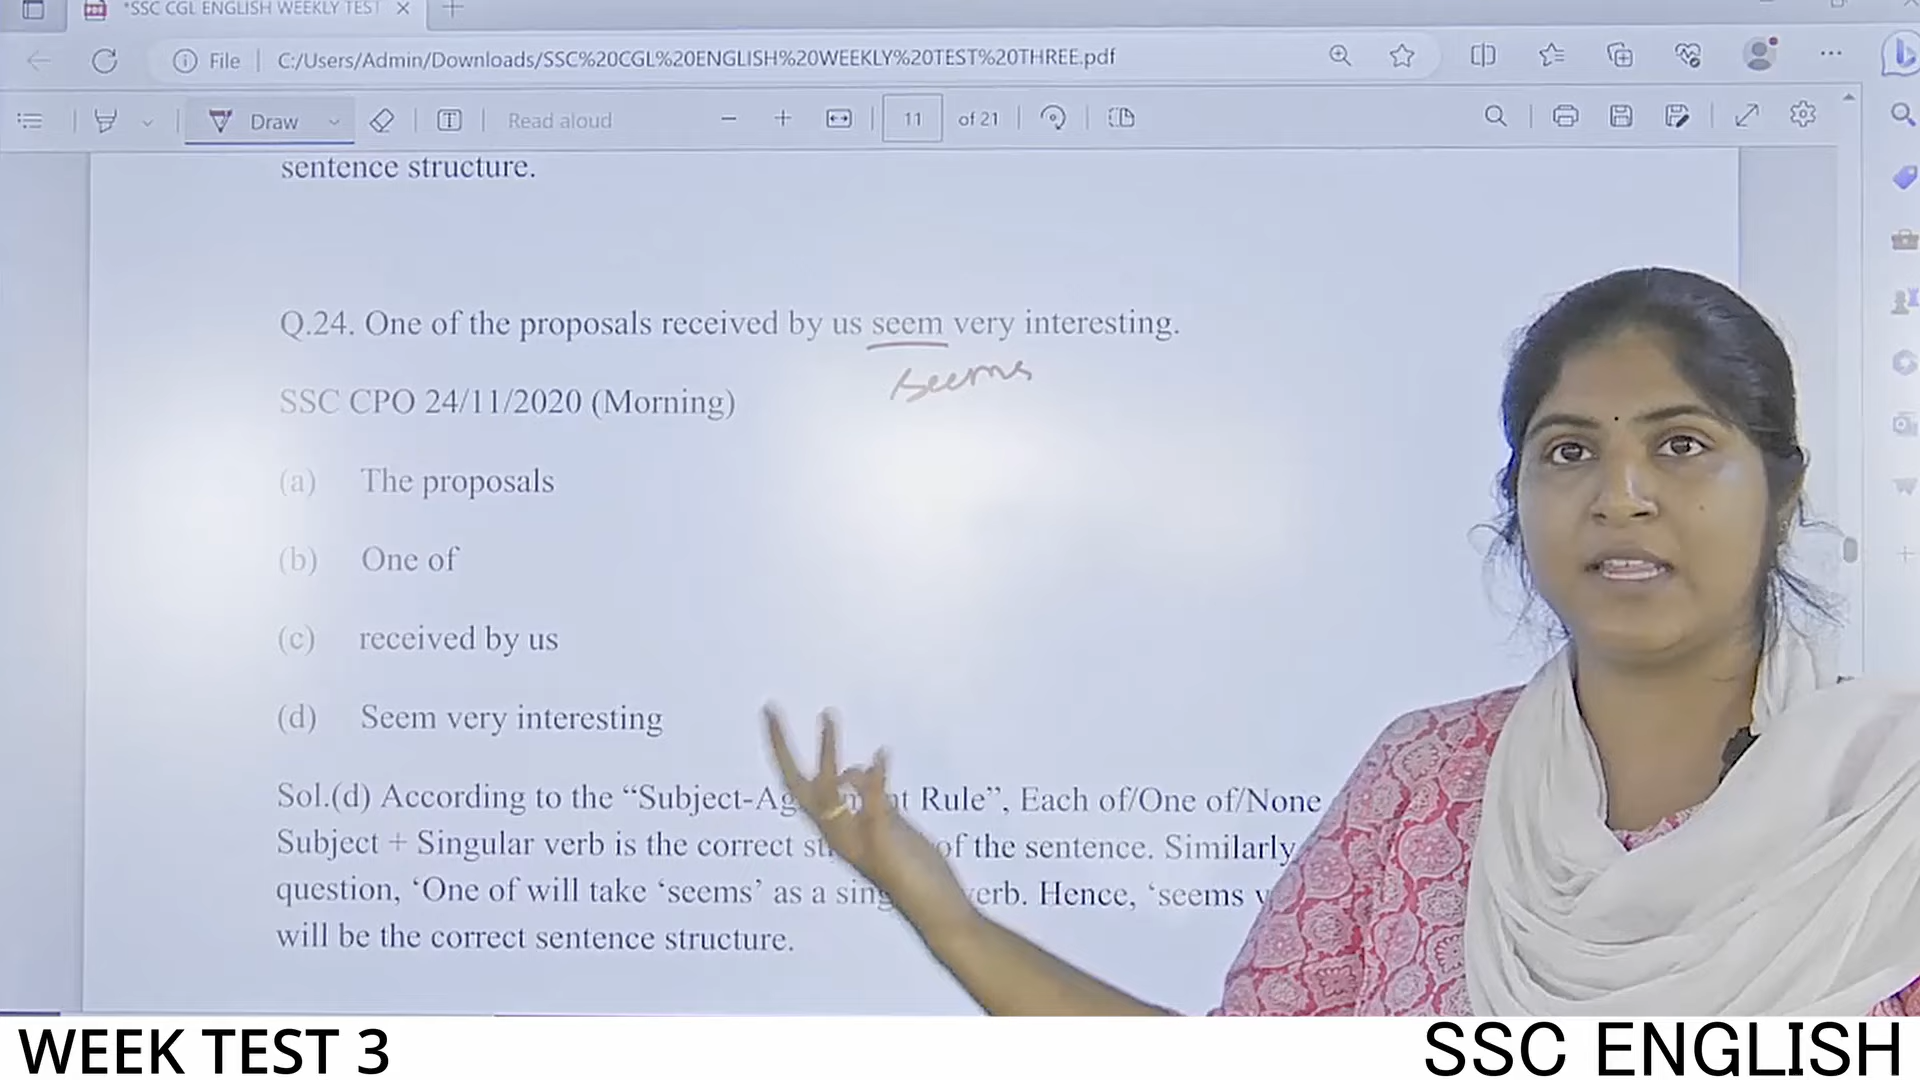 *SSC CGL ENGLISH WEEKLY TEST
File
C:/Users/Admin/Downloads/SSC%20CGL%20ENGLISH%20WEEKLY%20TEST%20THREE.pdf
Draw
Read aloud
11
of 21
sentence structure.
Q.24. One of the proposals received by us seem very interesting.
seems
SSC CPO 24/11/2020 (Morning)
(a) The proposals
(b) One of
(c) received by us
(d) Seem very interesting
Sol.(d) According to the “Subject- Rule”, Each of/One of/None
Subject + Singular verb is the correct of the sentence. Similarly
question, ‘One of will take ‘seems’ as a verb. Hence, ‘seems
will be the correct sentence structure.
WEEK TEST 3
SSC ENGLISH